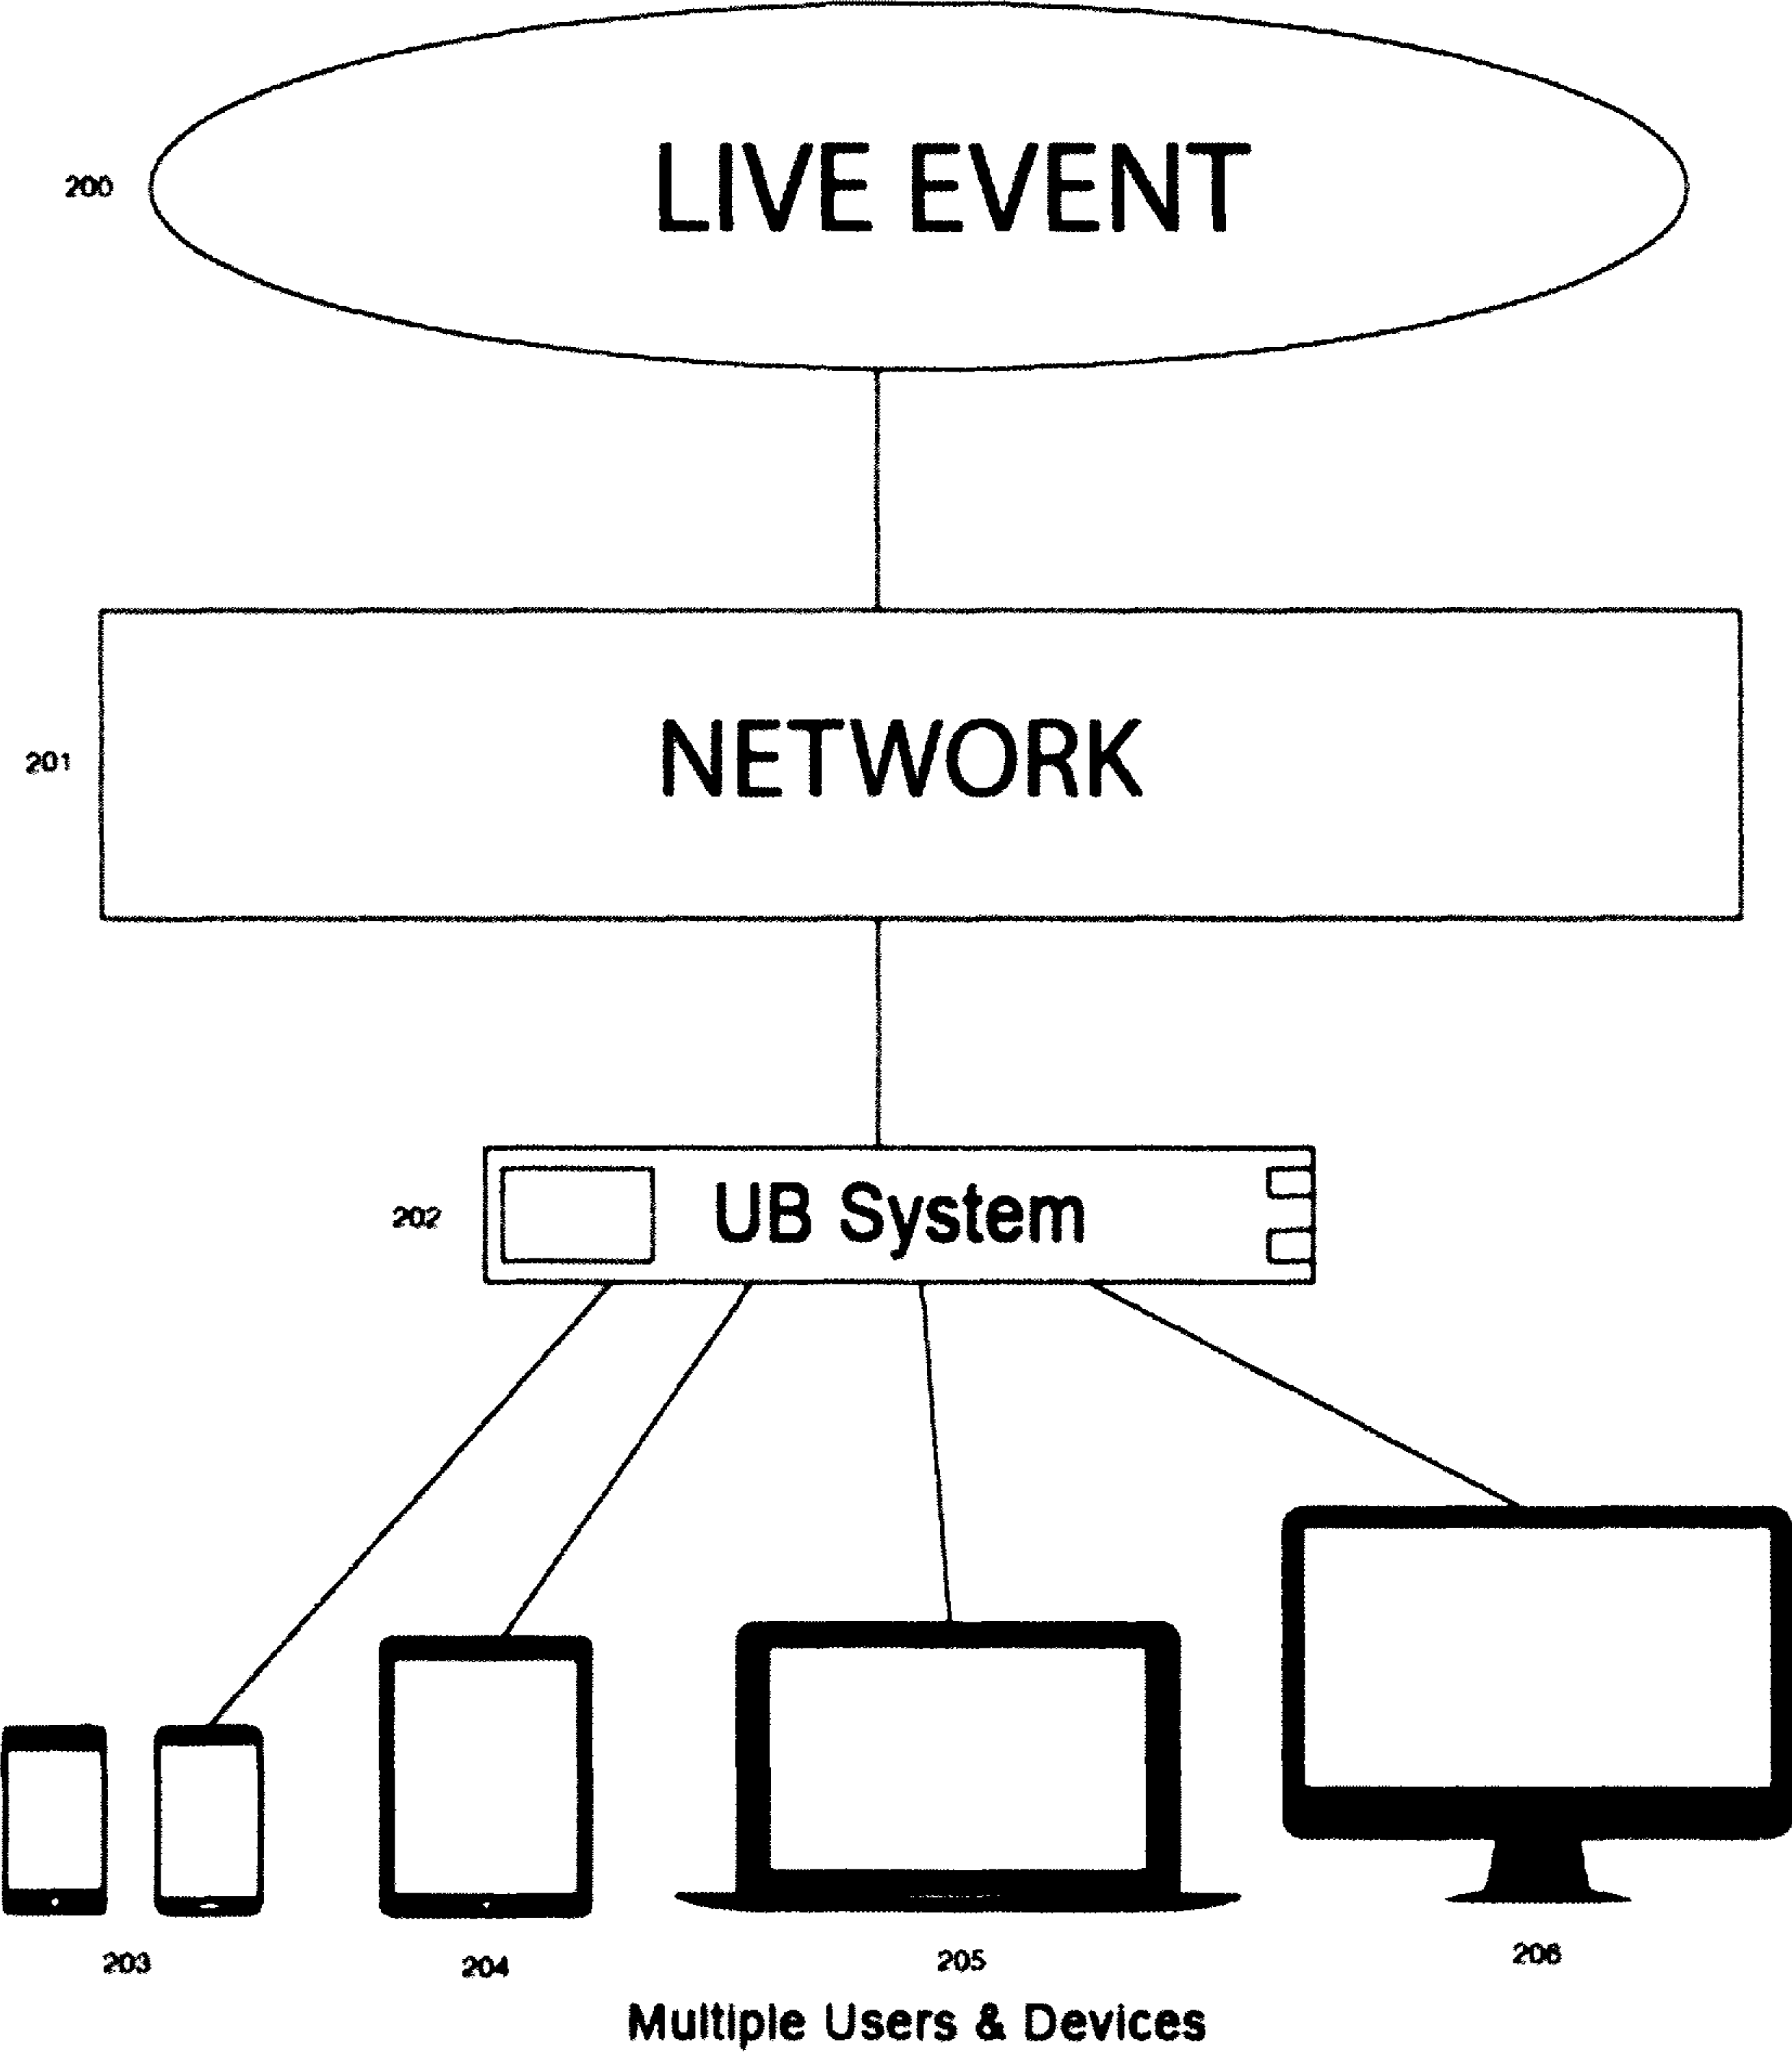 200
LIVE EVENT
201
NETWORK
202
UB System
203
204
205
206
Multiple Users & Devices